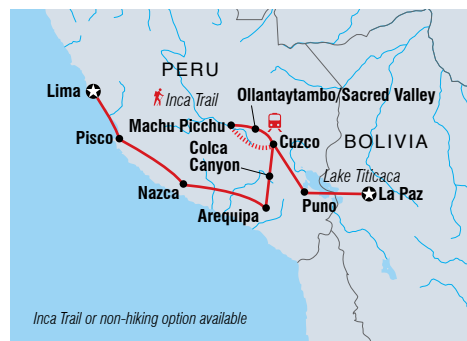 PERU
Lima
Inca Trail
Ollantaytambo/Sacred Valley
Machu Picchu
Cuzco
BOLIVIA
Pisco
Colca
Canyon
Lake Titicaca
Nazca
Arequipa
Puno
La Paz
Inca Trail or non-hiking option available